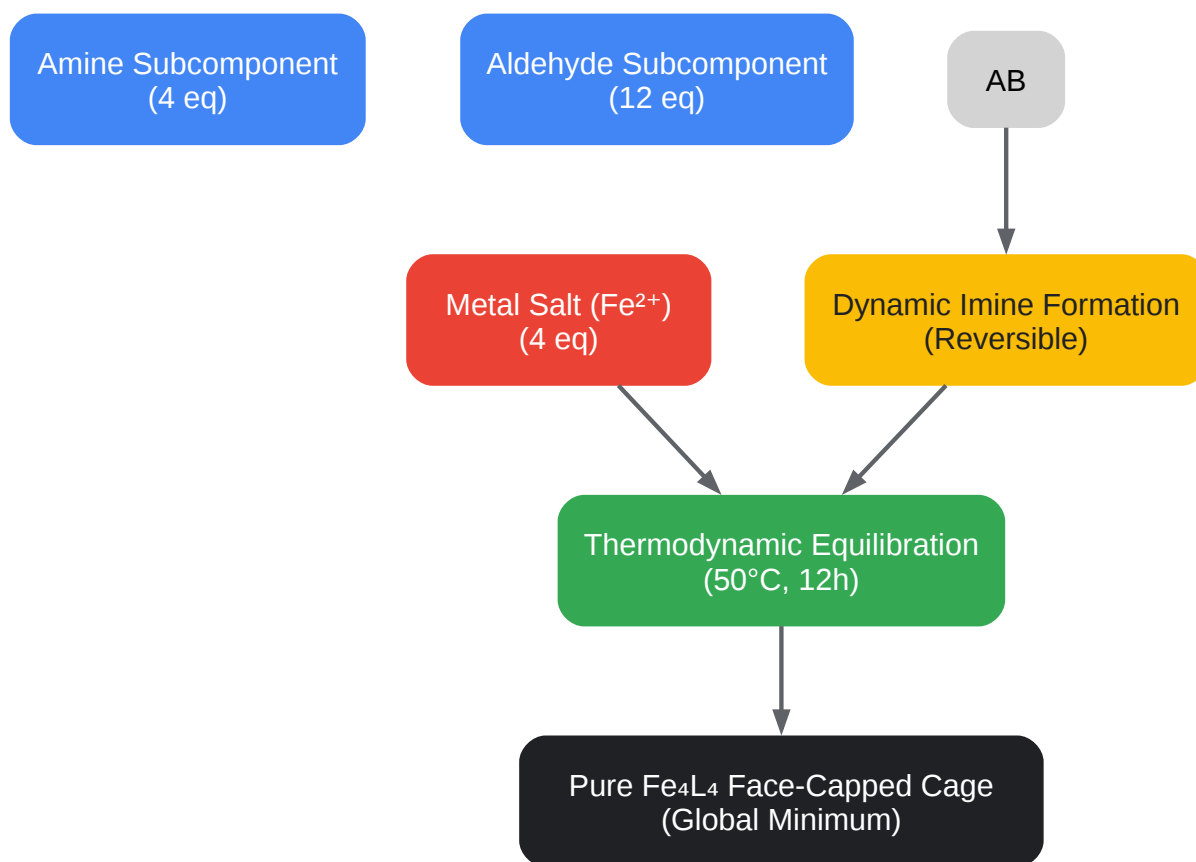 Amine Subcomponent
(4 eq)
Aldehyde Subcomponent
(12 eq)
AB
Metal Salt (Fe²⁺)
(4 eq)
Dynamic Imine Formation
(Reversible)
Thermodynamic Equilibration
(50°C, 12h)
Pure Fe₄L₄ Face-Capped Cage
(Global Minimum)